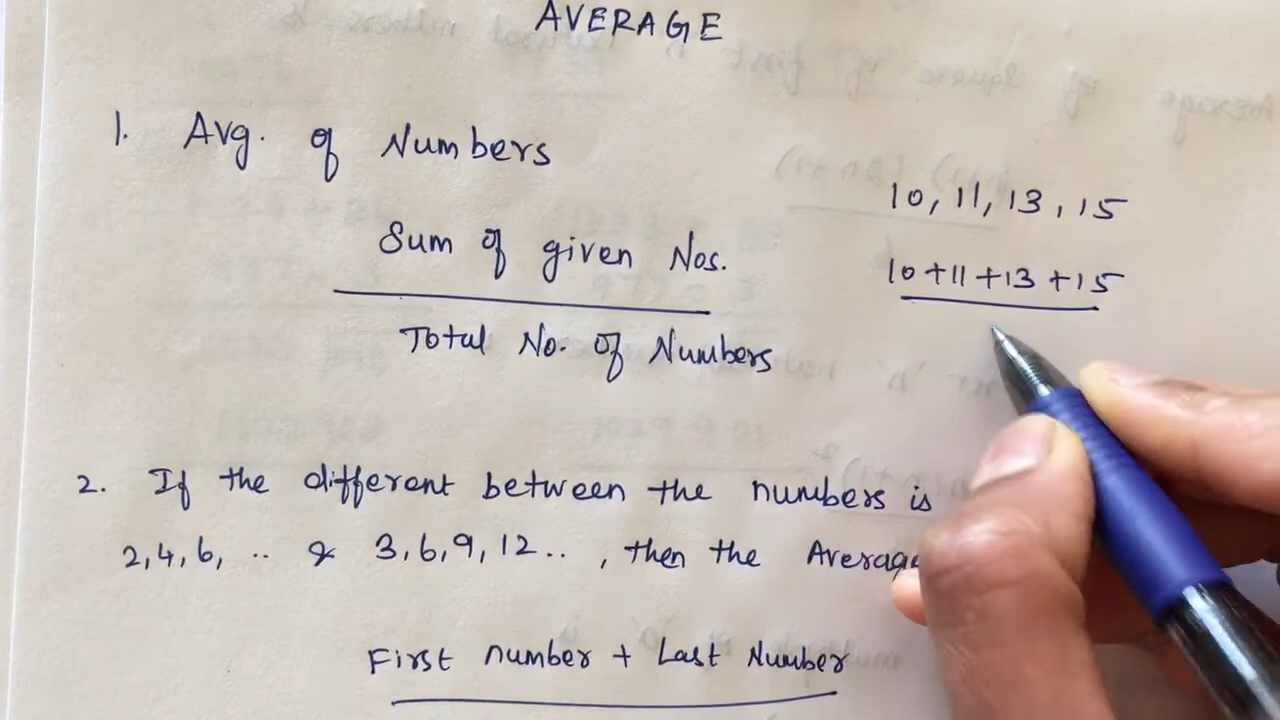 AVERAGE
1. Avg. of Numbers
Sum of given Nos.
Total No. of Numbers
10, 11, 13, 15
10 + 11 + 13 + 15
2. If the different between the numbers is
2, 4, 6, .. & 3, 6, 9, 12 .. , then the Average
First number + Last Number